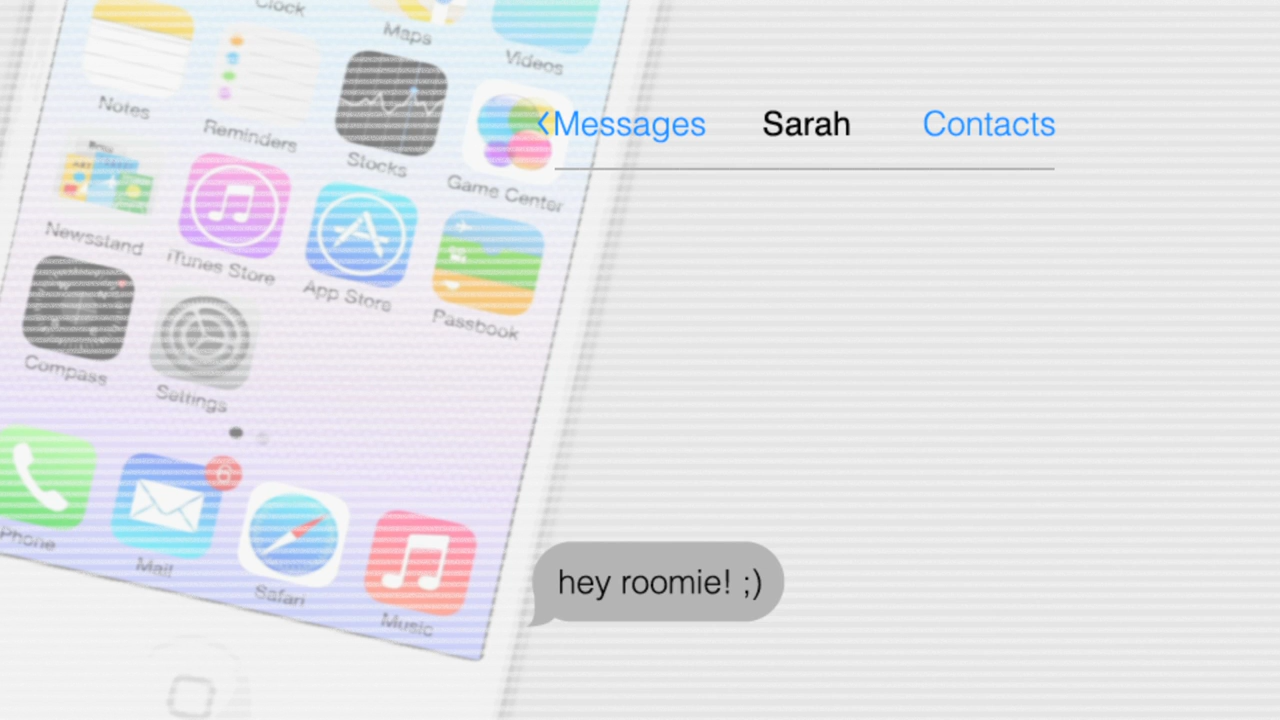 Clock
Maps
Videos
Notes
Reminders
Stocks
Game Center
Newsstand
iTunes Store
App Store
Passbook
Compass
Settings
6
Phone
Mail
Safari
Music
‹Messages Sarah Contacts
hey roomie! ;)